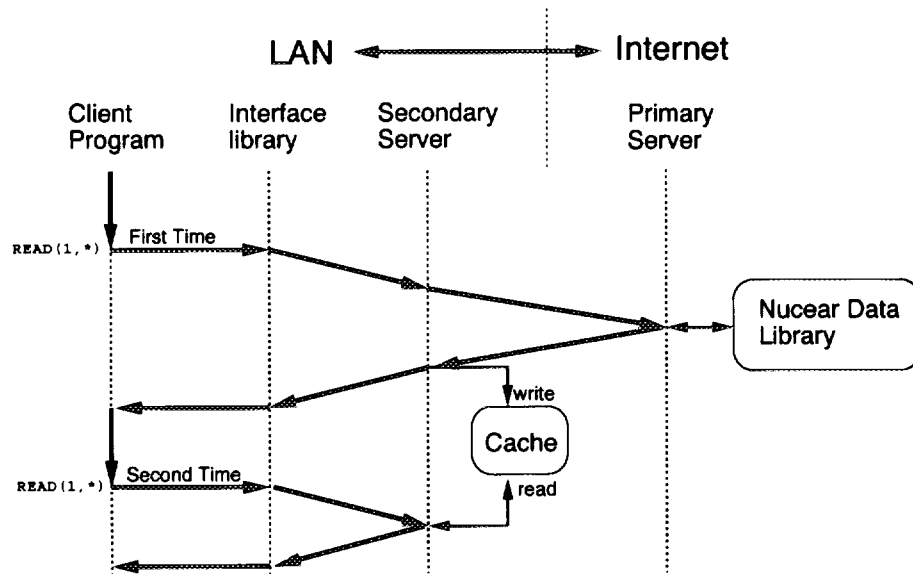 LAN
Internet
Client
Program
Interface
library
Secondary
Server
Primary
Server
READ(1,*)
First Time
Nucear Data
Library
write
Cache
READ(1,*)
Second Time
read